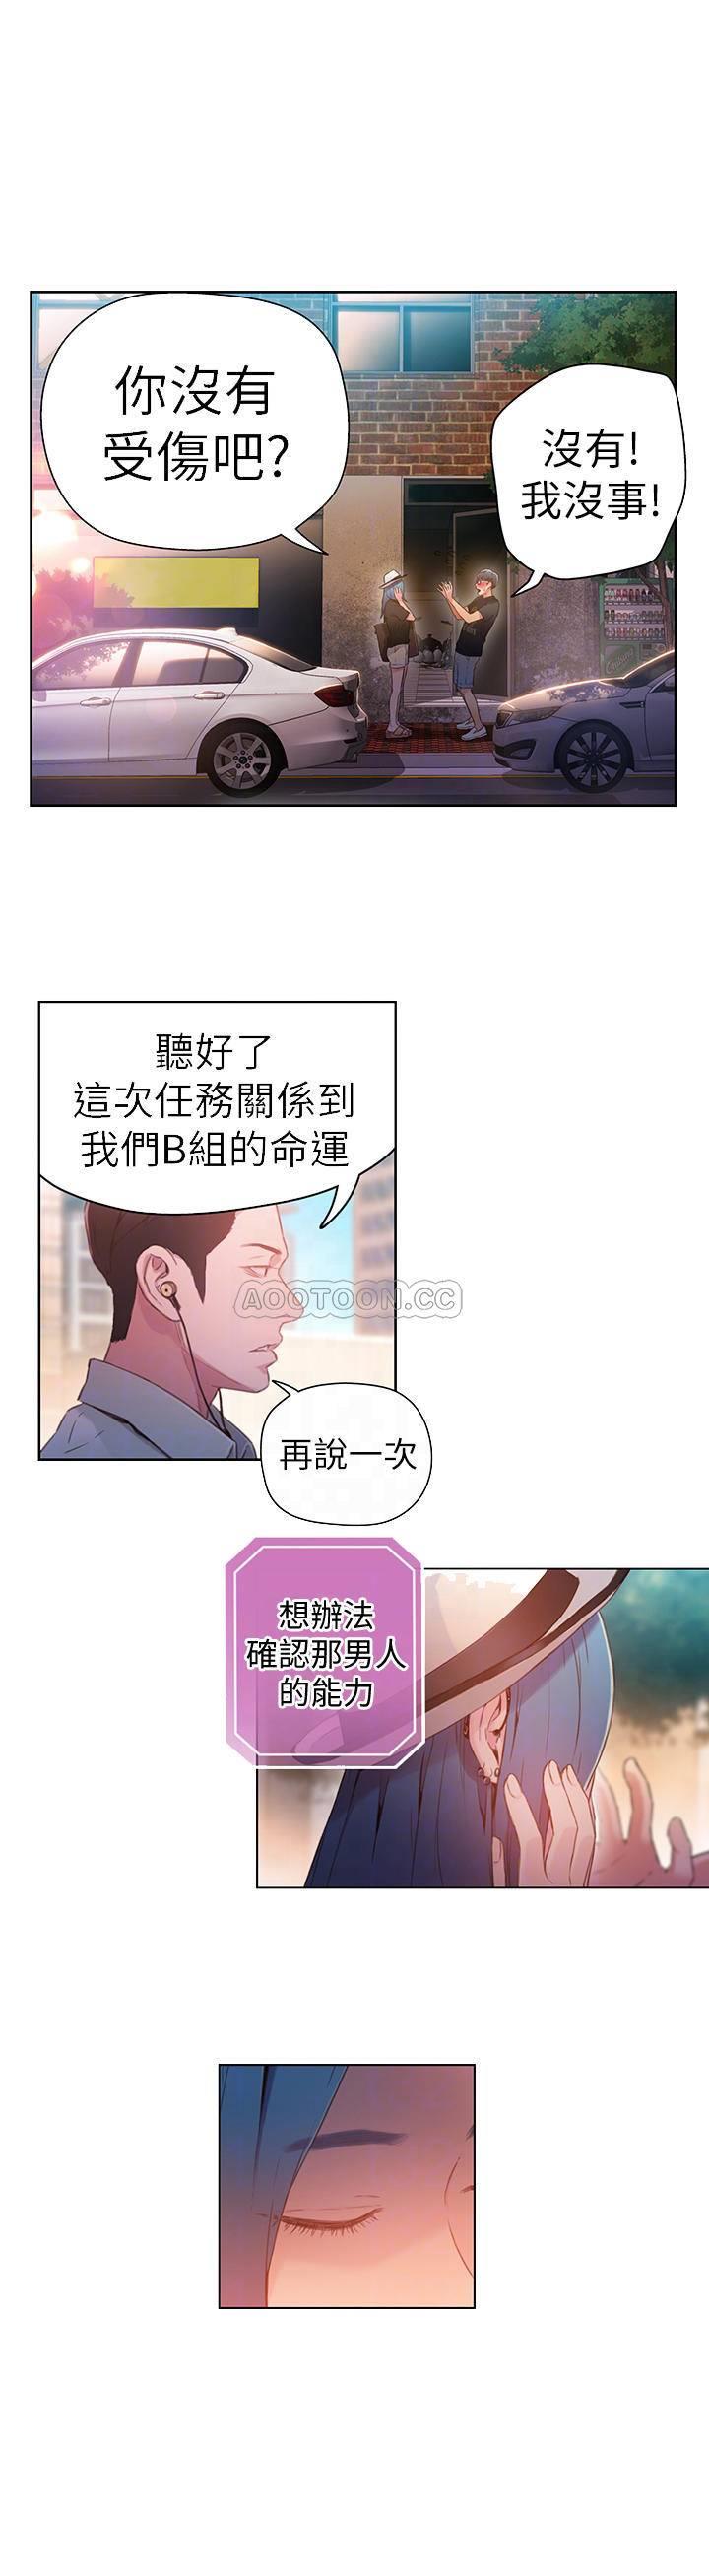 你沒有
受傷吧?
沒有!
我沒事!
聽好了
這次任務關係到
我們B組的命運
AOOTOON.CC
再說一次
想辦法
確認那男人
的能力